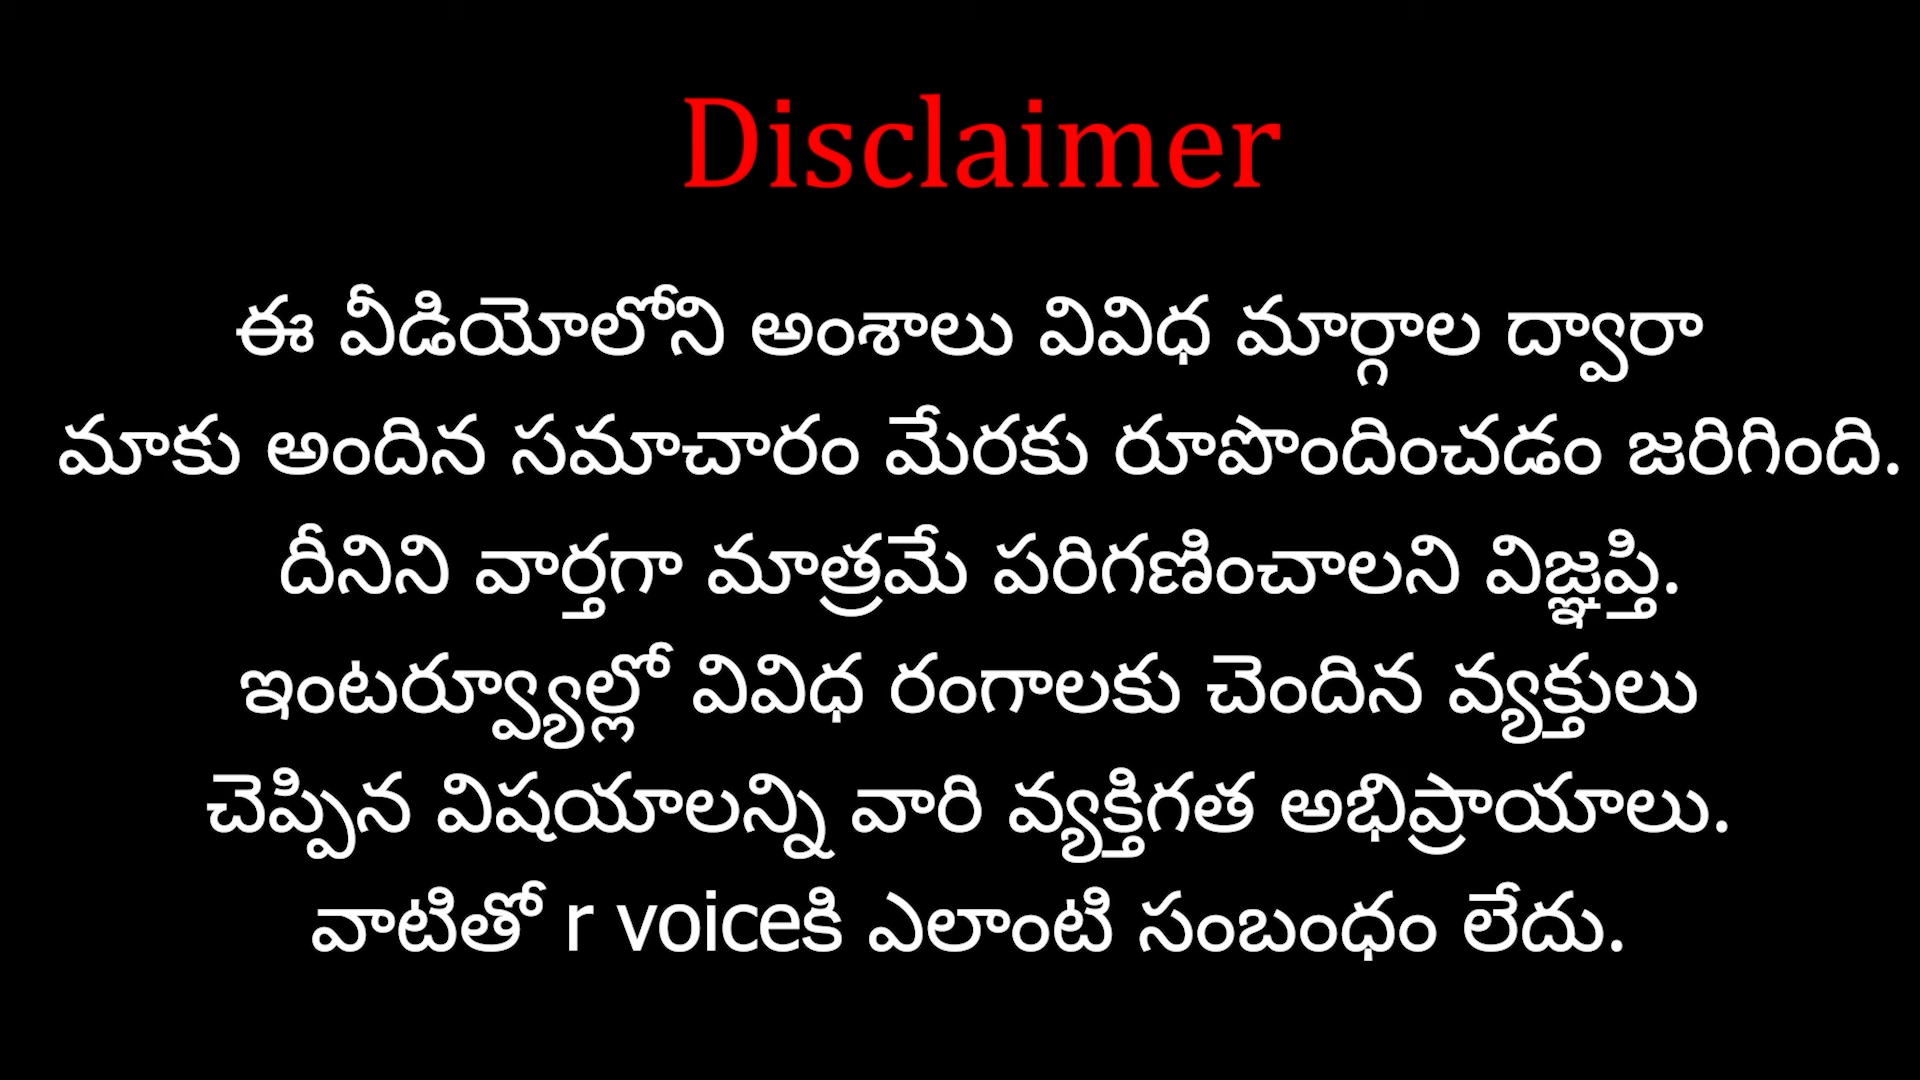 Disclaimer
ఈ వీడియోలోని అంశాలు వివిధ మార్గాల ద్వారా
మాకు అందిన సమాచారం మేరకు రూపొందించడం జరిగింది.
దీనిని వార్తగా మాత్రమే పరిగణించాలని విజ్ఞప్తి.
ఇంటర్వ్యూల్లో వివిధ రంగాలకు చెందిన వ్యక్తులు
చెప్పిన విషయాలన్ని వారి వ్యక్తిగత అభిప్రాయాలు.
వాటితో r voiceకి ఎలాంటి సంబంధం లేదు.